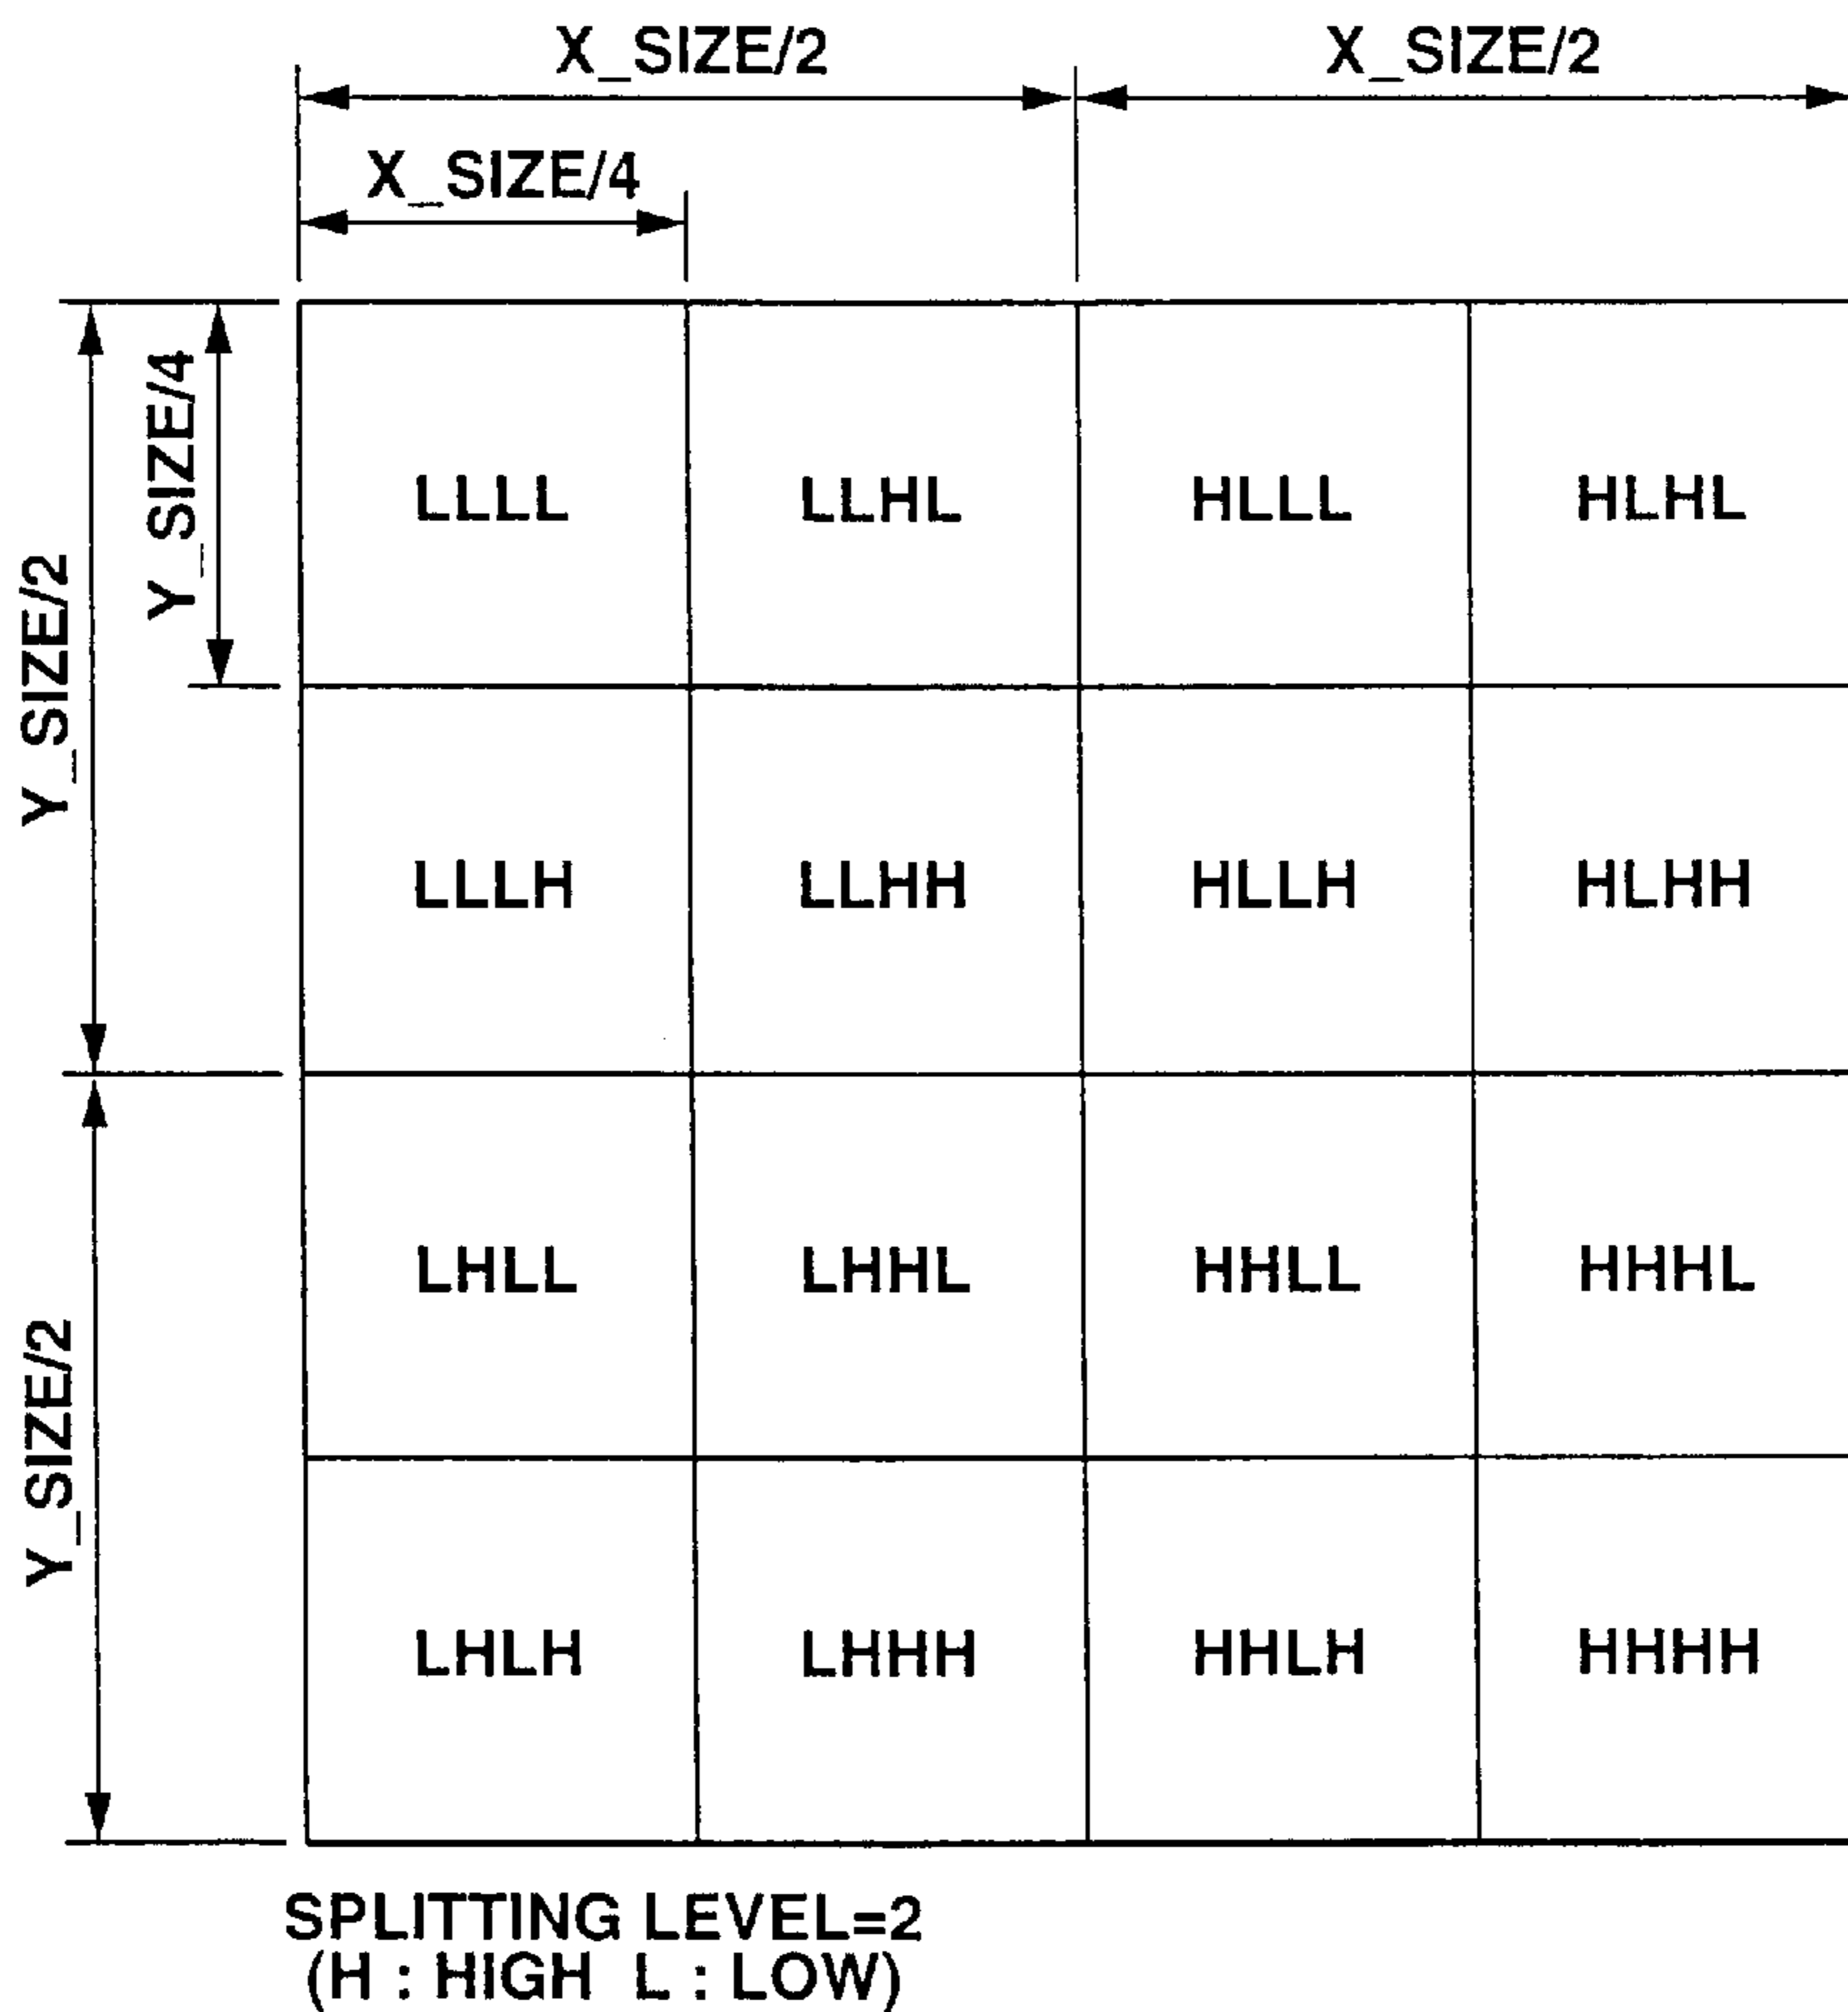 X_SIZE/2 X_SIZE/2
X_SIZE/4
Y_SIZE/2
Y_SIZE/4
Y_SIZE/2
LLLL LLHL HLLL HLHL
LLLH LLHH HLLH HLHH
LHLL LHHL HHLL HHHL
LHLH LHHH HHLH HHHH
SPLITTING LEVEL=2
(H : HIGH L : LOW)